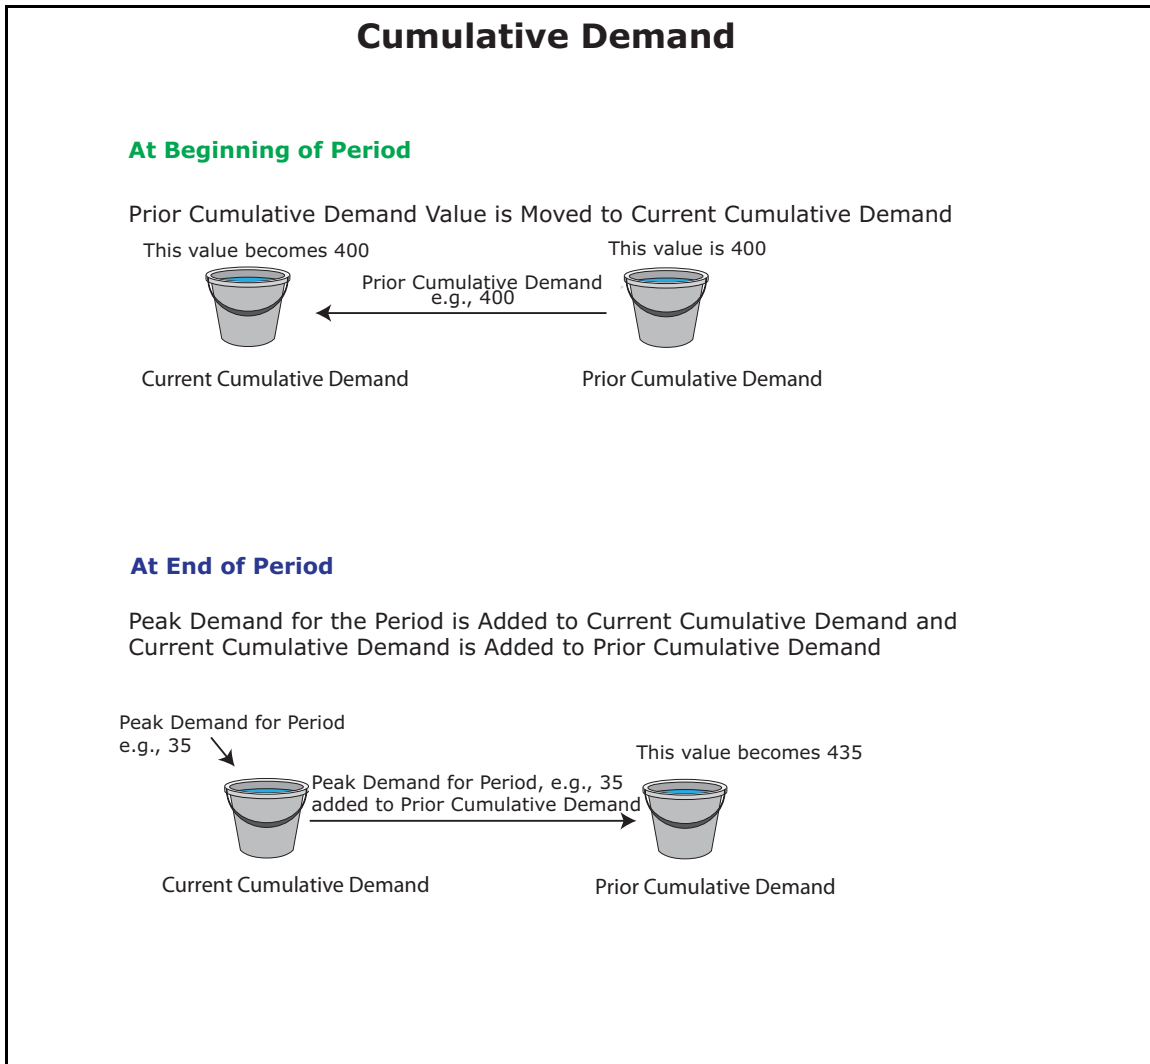 Cumulative Demand
At Beginning of Period
Prior Cumulative Demand Value is Moved to Current Cumulative Demand
This value becomes 400
This value is 400
Prior Cumulative Demand
e.g., 400
Current Cumulative Demand
Prior Cumulative Demand
At End of Period
Peak Demand for the Period is Added to Current Cumulative Demand and
Current Cumulative Demand is Added to Prior Cumulative Demand
Peak Demand for Period
e.g., 35
This value becomes 435
Peak Demand for Period, e.g., 35
added to Prior Cumulative Demand
Current Cumulative Demand
Prior Cumulative Demand